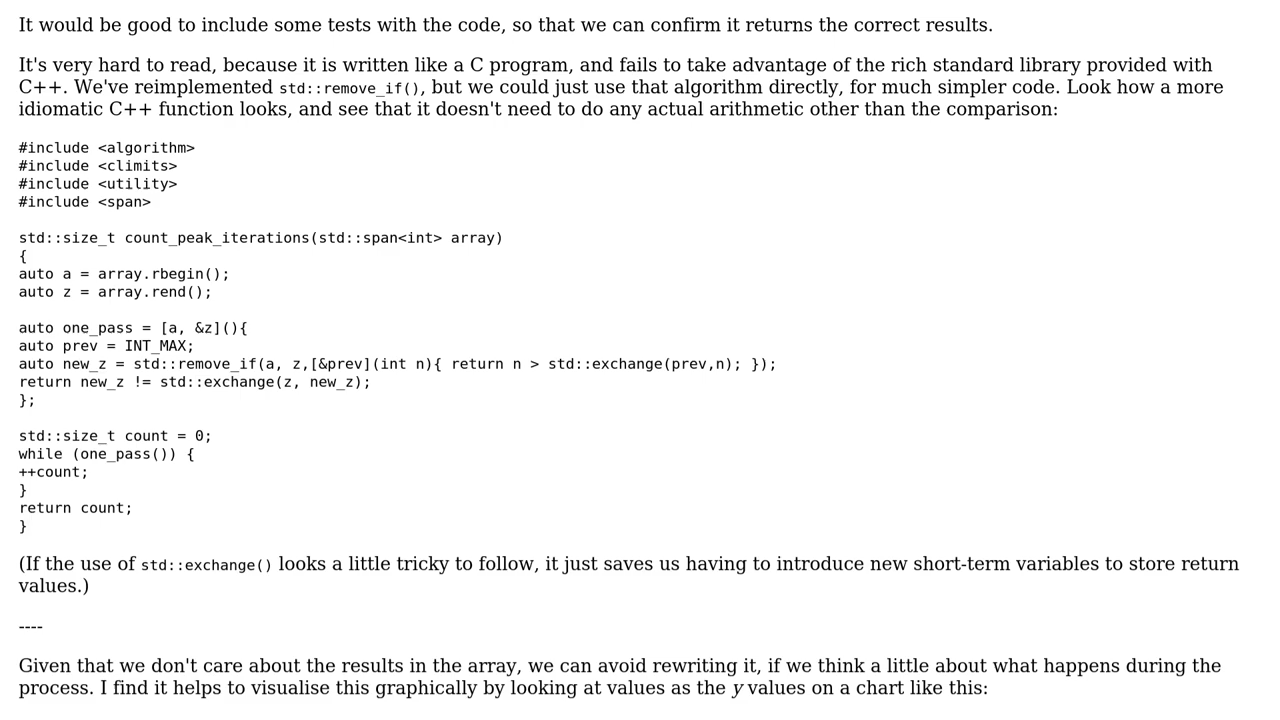 It would be good to include some tests with the code, so that we can confirm it returns the correct results.
It's very hard to read, because it is written like a C program, and fails to take advantage of the rich standard library provided with
C++. We've reimplemented std::remove_if(), but we could just use that algorithm directly, for much simpler code. Look how a more
idiomatic C++ function looks, and see that it doesn't need to do any actual arithmetic other than the comparison:
#include <algorithm>
#include <climits>
#include <utility>
#include <span>
std::size_t count_peak_iterations(std::span<int> array)
{
auto a = array.rbegin();
auto z = array.rend();
auto one_pass = [a, &z](){
auto prev = INT_MAX;
auto new_z = std::remove_if(a, z,[&prev](int n){ return n > std::exchange(prev,n); });
return new_z != std::exchange(z, new_z);
};
std::size_t count = 0;
while (one_pass()) {
++count;
}
return count;
}
(If the use of std::exchange() looks a little tricky to follow, it just saves us having to introduce new short-term variables to store return
values.)
----
Given that we don't care about the results in the array, we can avoid rewriting it, if we think a little about what happens during the
process. I find it helps to visualise this graphically by looking at values as the y values on a chart like this: